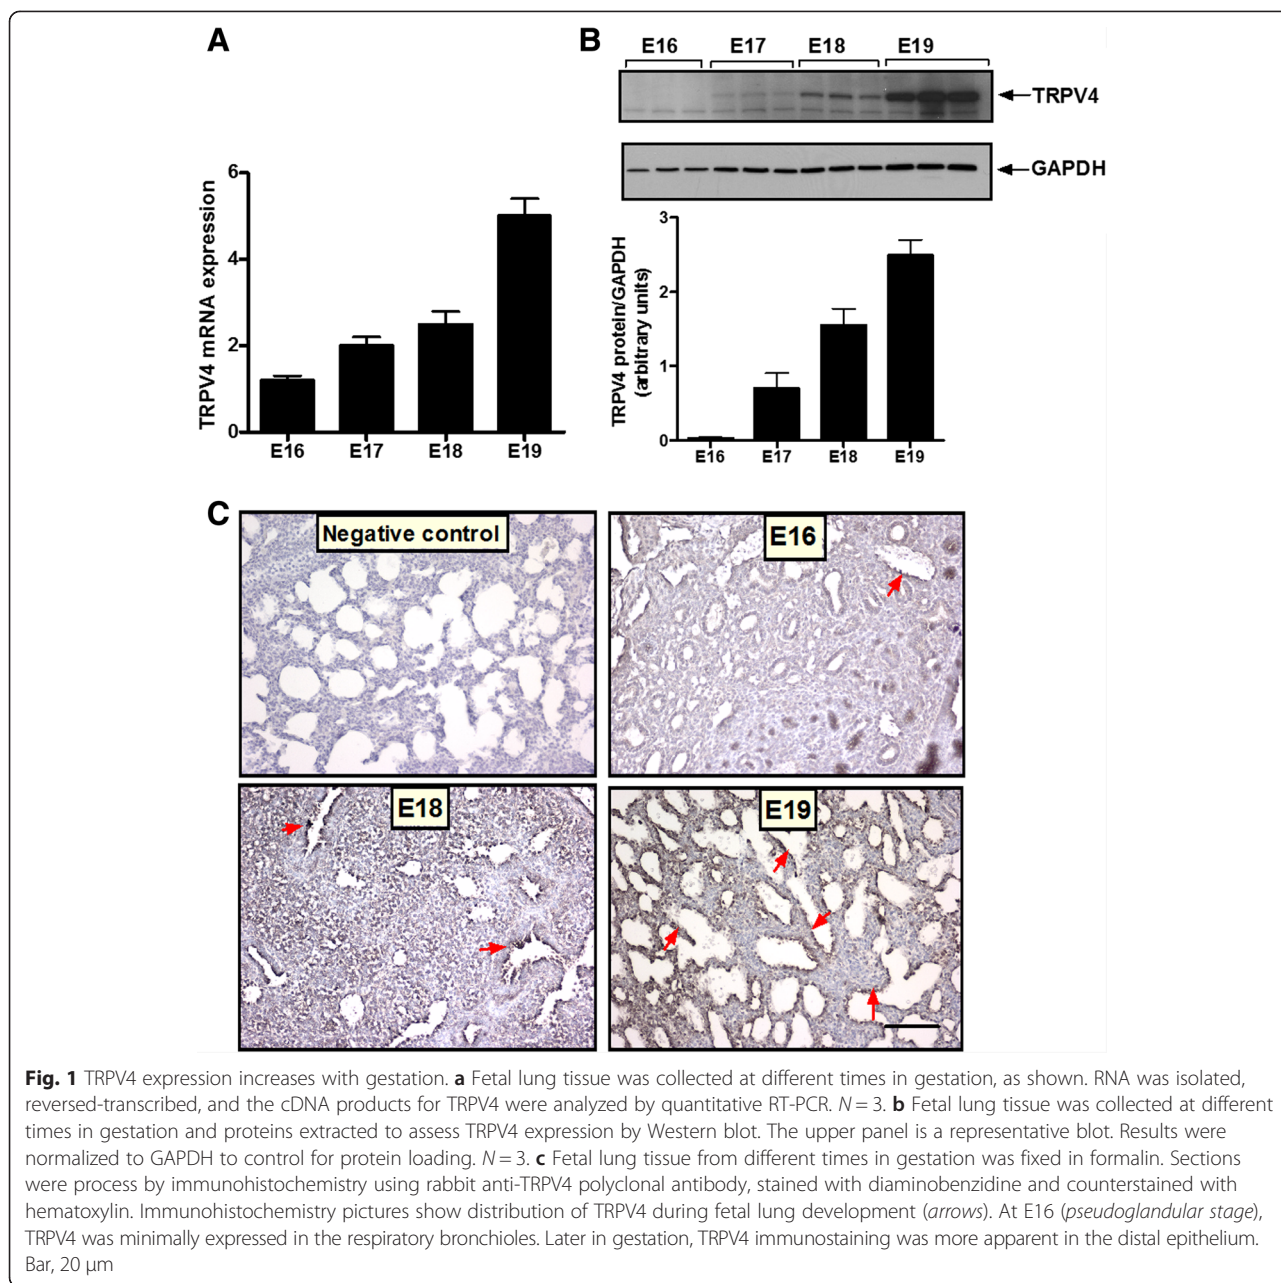 A
TRPV4 mRNA expression
6
4
2
0
E16 E17 E18 E19
B
E16 E17 E18 E19
TRPV4
GAPDH
TRPV4 protein/GAPDH
(arbitrary units)
3
2
1
0
E16 E17 E18 E19
C
Negative control
E16
E18
E19
Fig. 1 TRPV4 expression increases with gestation. a Fetal lung tissue was collected at different times in gestation, as shown. RNA was isolated,
reversed-transcribed, and the cDNA products for TRPV4 were analyzed by quantitative RT-PCR. N = 3. b Fetal lung tissue was collected at different
times in gestation and proteins extracted to assess TRPV4 expression by Western blot. The upper panel is a representative blot. Results were
normalized to GAPDH to control for protein loading. N = 3. c Fetal lung tissue from different times in gestation was fixed in formalin. Sections
were process by immunohistochemistry using rabbit anti-TRPV4 polyclonal antibody, stained with diaminobenzidine and counterstained with
hematoxylin. Immunohistochemistry pictures show distribution of TRPV4 during fetal lung development (arrows). At E16 (pseudoglandular stage),
TRPV4 was minimally expressed in the respiratory bronchioles. Later in gestation, TRPV4 immunostaining was more apparent in the distal epithelium.
Bar, 20 μm